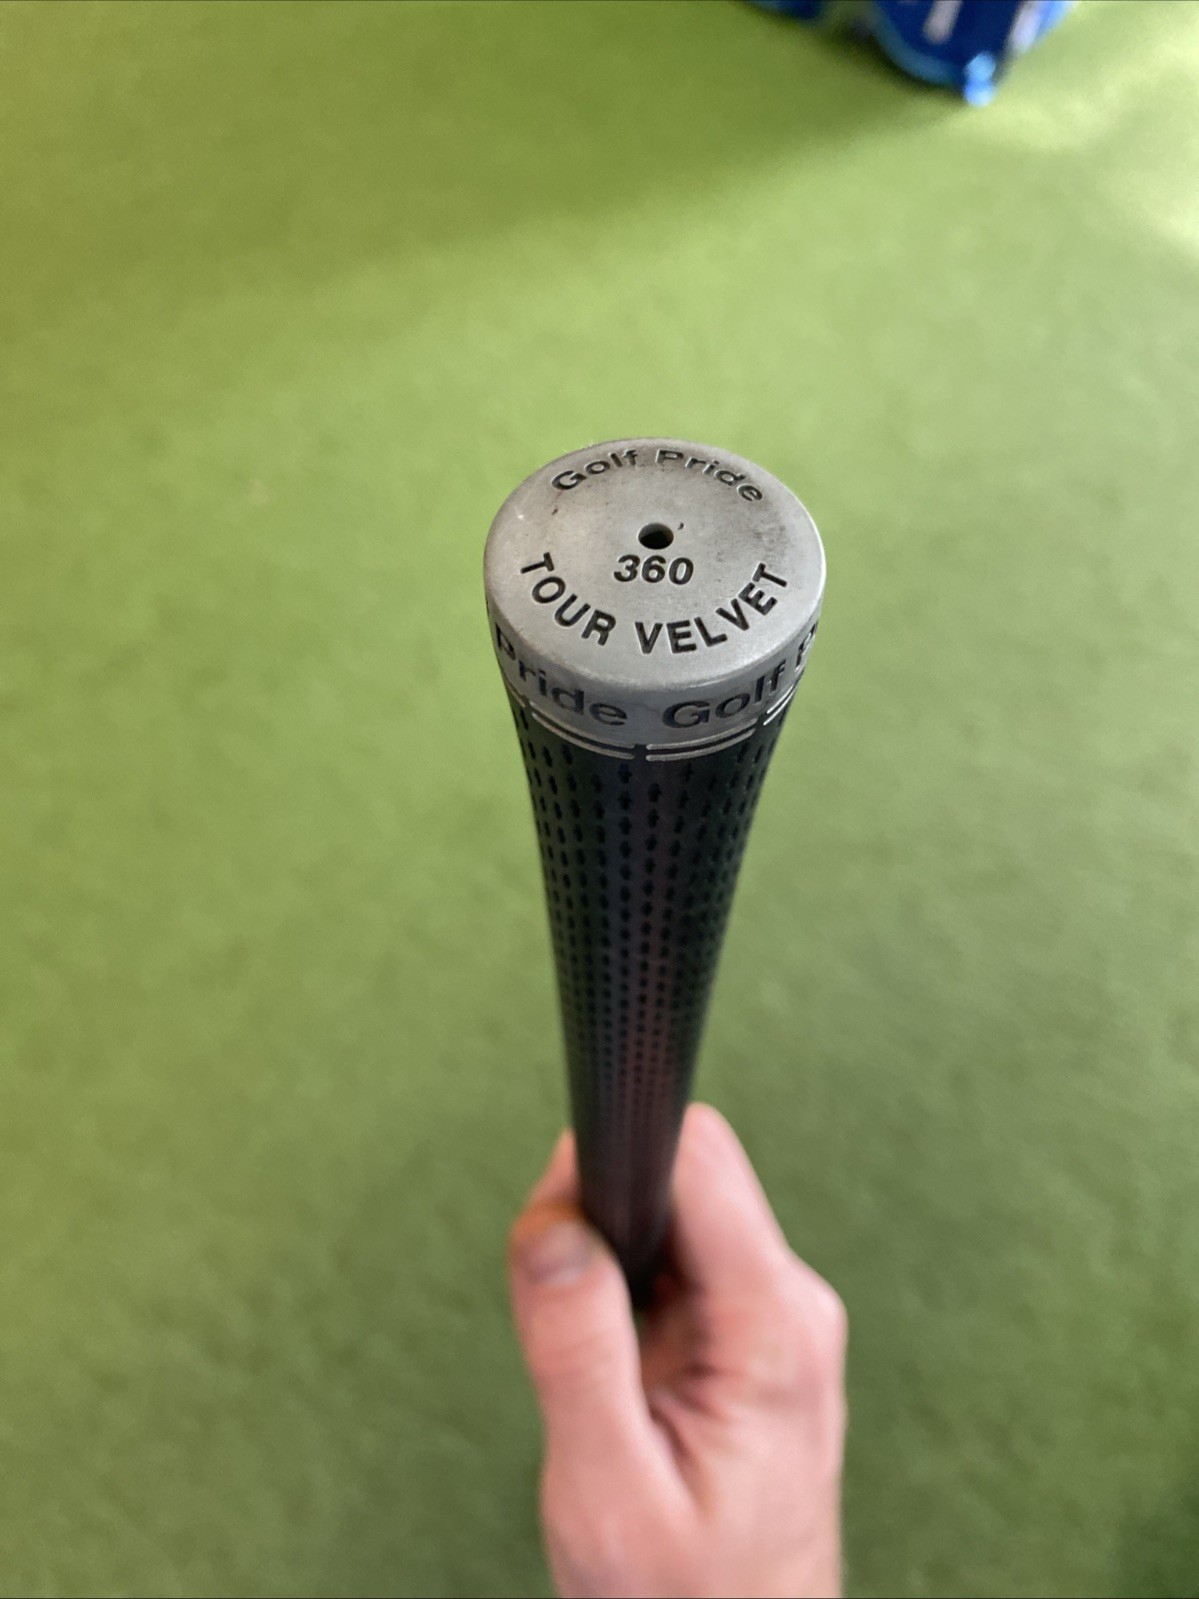 Golf Pride
360
TOUR VELVET
Pride Golf P